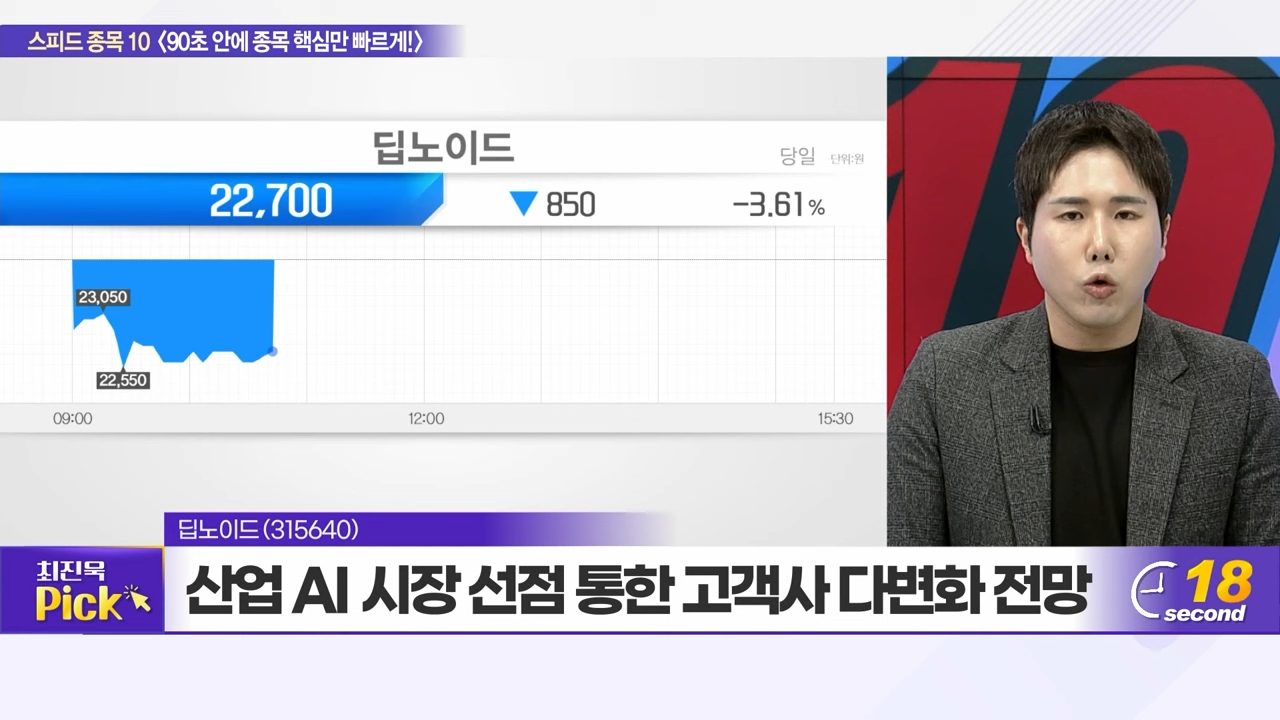 스피드 종목 10 〈90초 안에 종목 핵심만 빠르게!〉
딥노이드
당일 단위:원
22,700 ▼ 850 -3.61%
23,050
22,550
09:00 12:00 15:30
딥노이드(315640)
최진욱
Pick
산업 AI 시장 선점 통한 고객사 다변화 전망
18
second
10